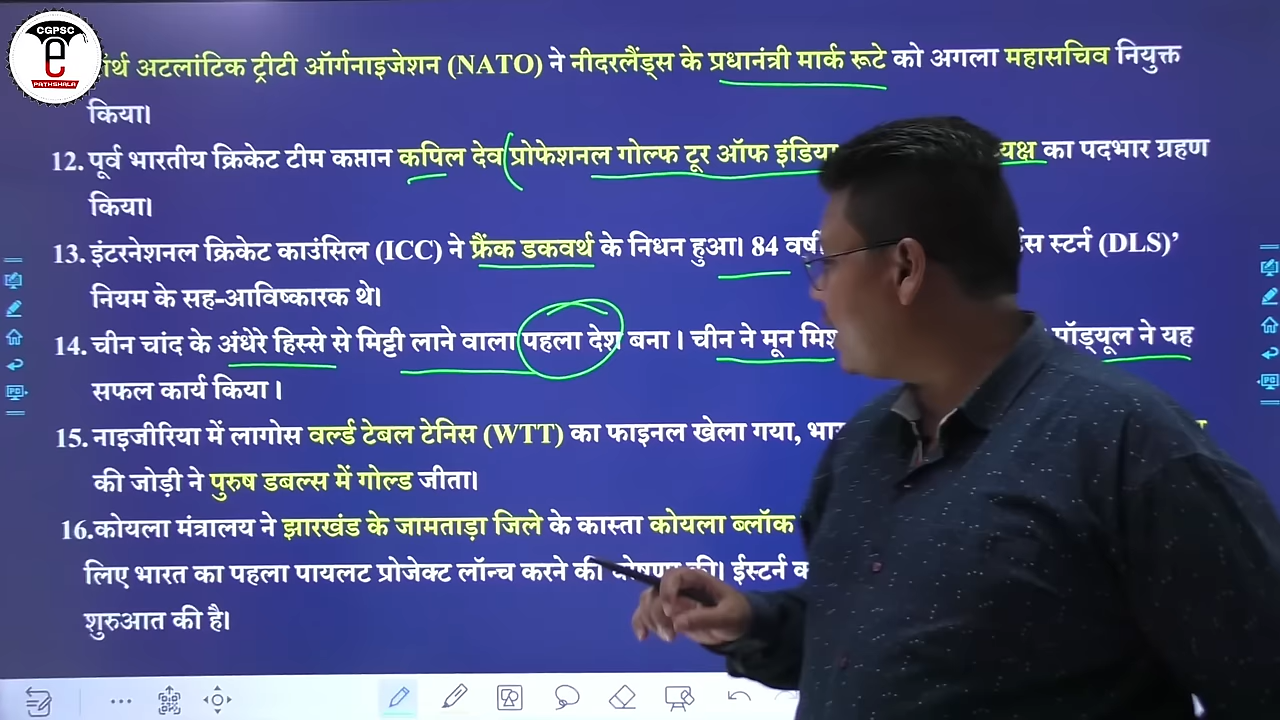 CGPSC
e
PATHSHALA
अटलांटिक ट्रीटी ऑर्गनाइजेशन (NATO) ने नीदरलैंड्स के प्रधानंत्री मार्क रूटे को अगला महासचिव नियुक्त
किया।
12. पूर्व भारतीय क्रिकेट टीम कप्तान कपिल देव प्रोफेशनल गोल्फ टूर ऑफ इंडिया का पदभार ग्रहण
किया।
13. इंटरनेशनल क्रिकेट काउंसिल (ICC) ने फ्रैंक डकवर्थ के निधन हुआ। 84 स्टर्न (DLS)’
नियम के सह-आविष्कारक थे।
14. चीन चांद के अंधेरे हिस्से से मिट्टी लाने वाला पहला देश बना । चीन ने मून मॉड्यूल ने यह
सफल कार्य किया ।
15. नाइजीरिया में लागोस वर्ल्ड टेबल टेनिस (WTT) का फाइनल खेला गया,
की जोड़ी ने पुरुष डबल्स में गोल्ड जीता।
16.कोयला मंत्रालय ने झारखंड के जामताड़ा जिले के कास्ता कोयला ब्लॉक
लिए भारत का पहला पायलट प्रोजेक्ट लॉन्च करने की की। ईस्टर्न
शुरुआत की है।